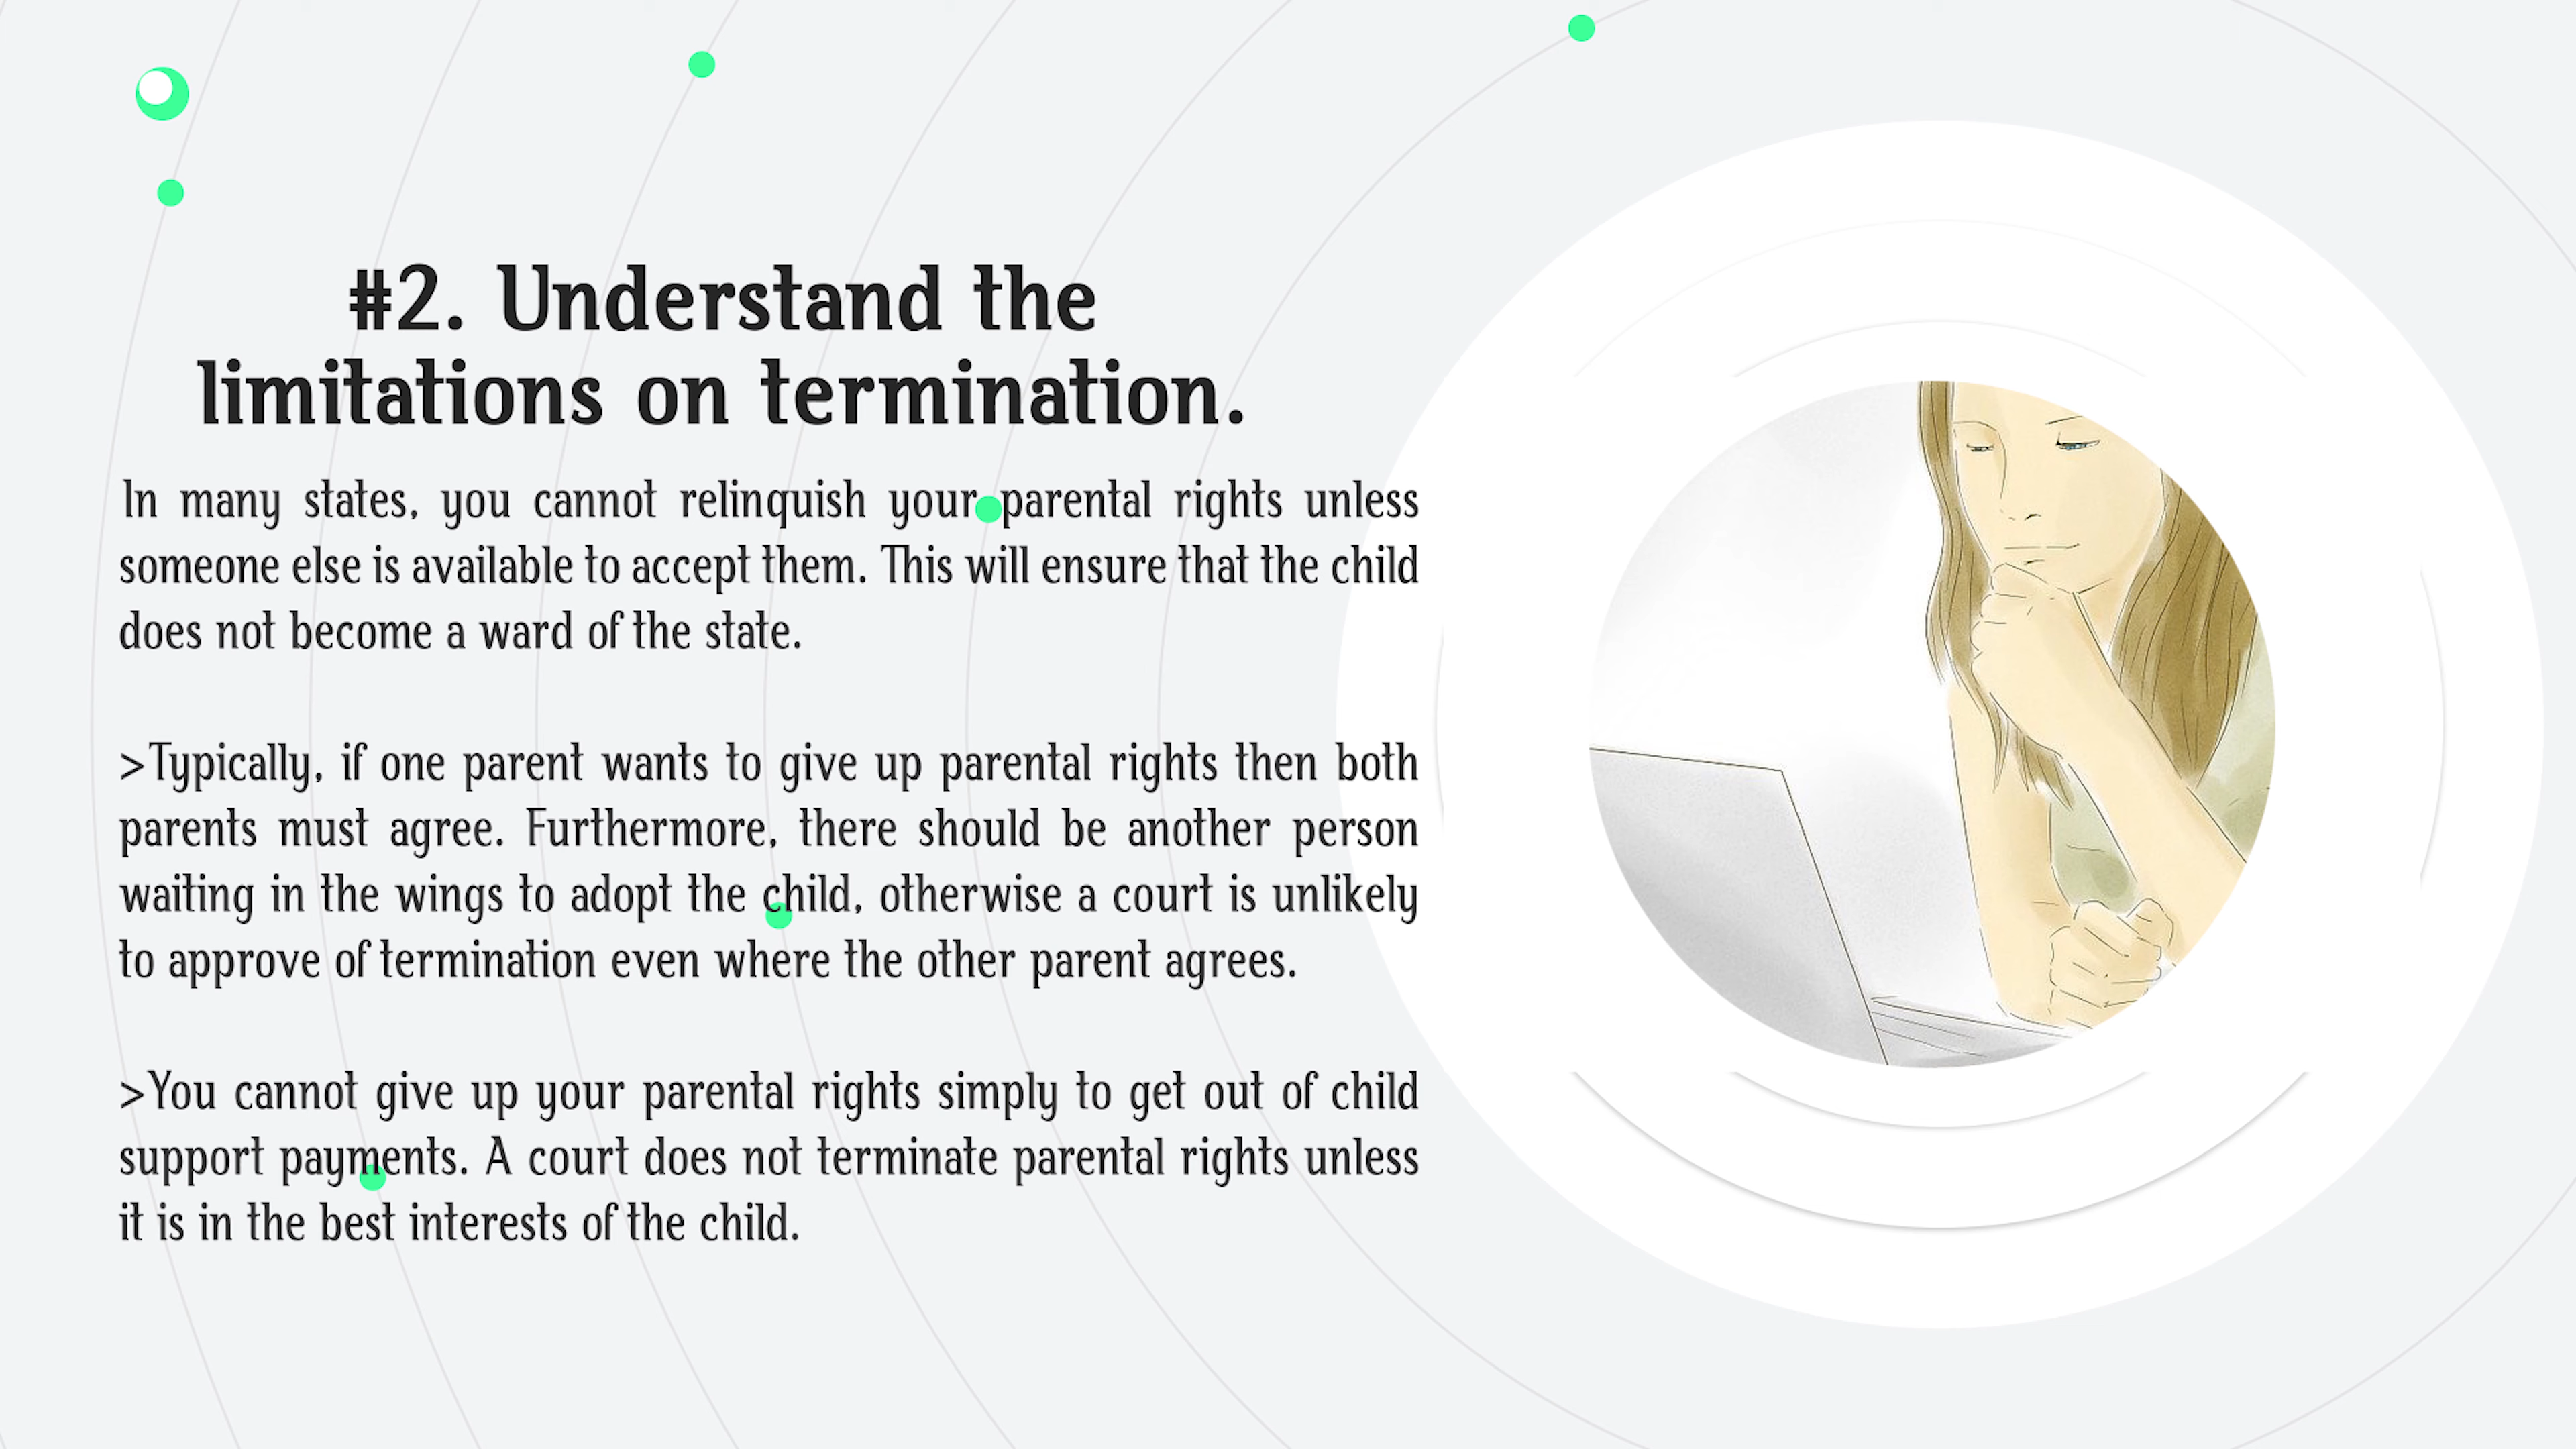 #2. Understand the
limitations on termination.
In many states, you cannot relinquish your parental rights unless
someone else is available to accept them. This will ensure that the child
does not become a ward of the state.
>Typically, if one parent wants to give up parental rights then both
parents must agree. Furthermore, there should be another person
waiting in the wings to adopt the child, otherwise a court is unlikely
to approve of termination even where the other parent agrees.
>You cannot give up your parental rights simply to get out of child
support payments. A court does not terminate parental rights unless
it is in the best interests of the child.